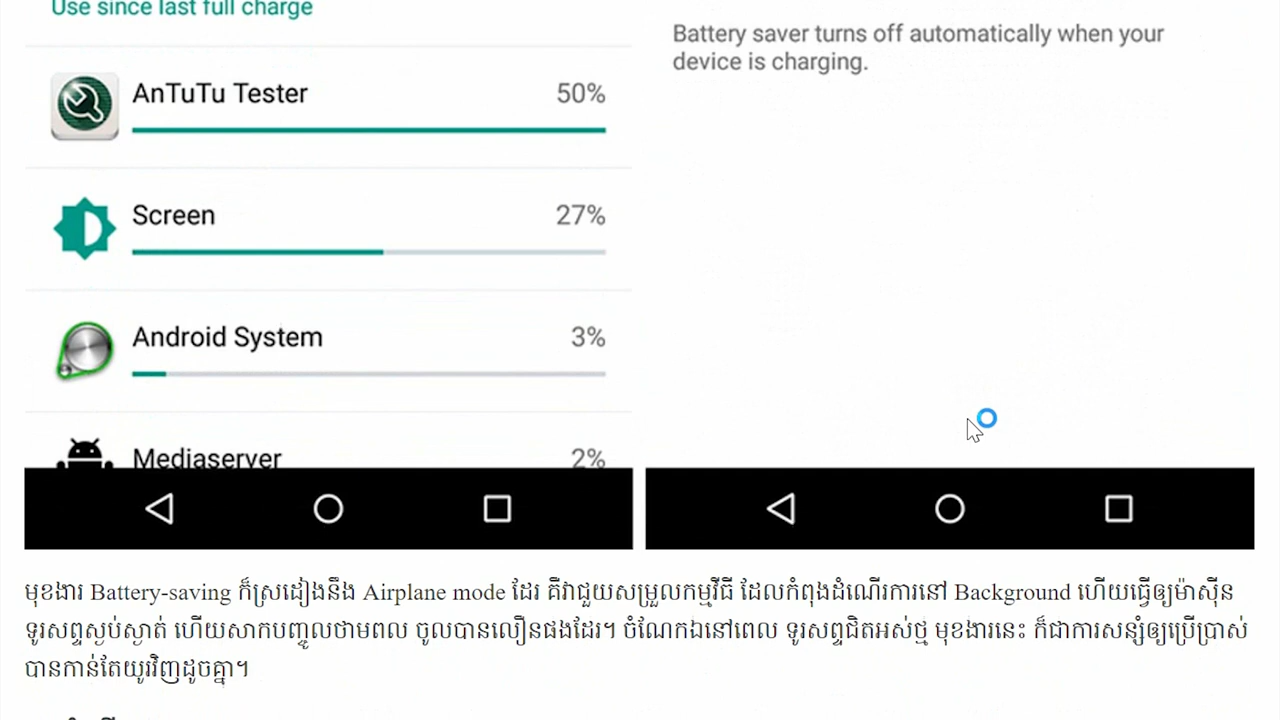 Use since last full charge
Battery saver turns off automatically when your
device is charging.
AnTuTu Tester 50%
Screen 27%
Android System 3%
Mediaserver 2%
មុខងារ Battery-saving ក៏ស្រដៀងនឹង Airplane mode ដែរ គឺវាជួយសម្រួលកម្មវីធី ដែលកំពុងដំណើរការនៅ Background ហើយធ្វើឲ្យម៉ាស៊ីន
ទូរសព្ទស្ងប់ស្ងាត់ ហើយសាកបញ្ចូលថាមពល ចូលបានលឿនផងដែរ។ ចំណែកឯនៅពេល ទូរសព្ទជិតអស់ថ្ម មុខងារនេះ ក៏ជាការសន្សំឲ្យប្រើប្រាស់
បានកាន់តែយូរវិញដូចគ្នា។